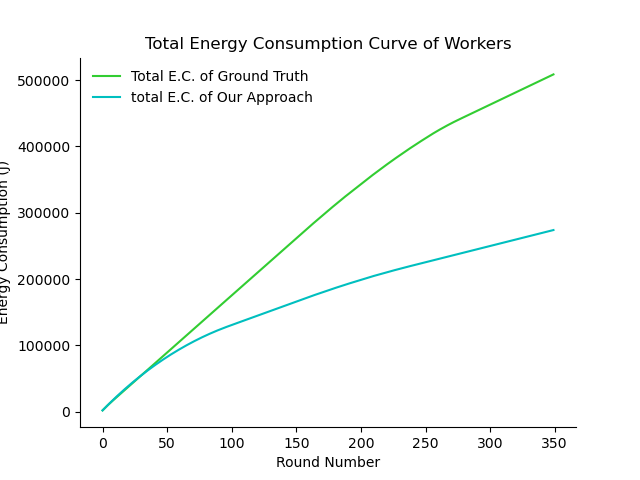 Total Energy Consumption Curve of Workers
Total E.C. of Ground Truth
total E.C. of Our Approach
500000
400000
300000
200000
100000
0
Energy Consumption (J)
0 50 100 150 200 250 300 350
Round Number